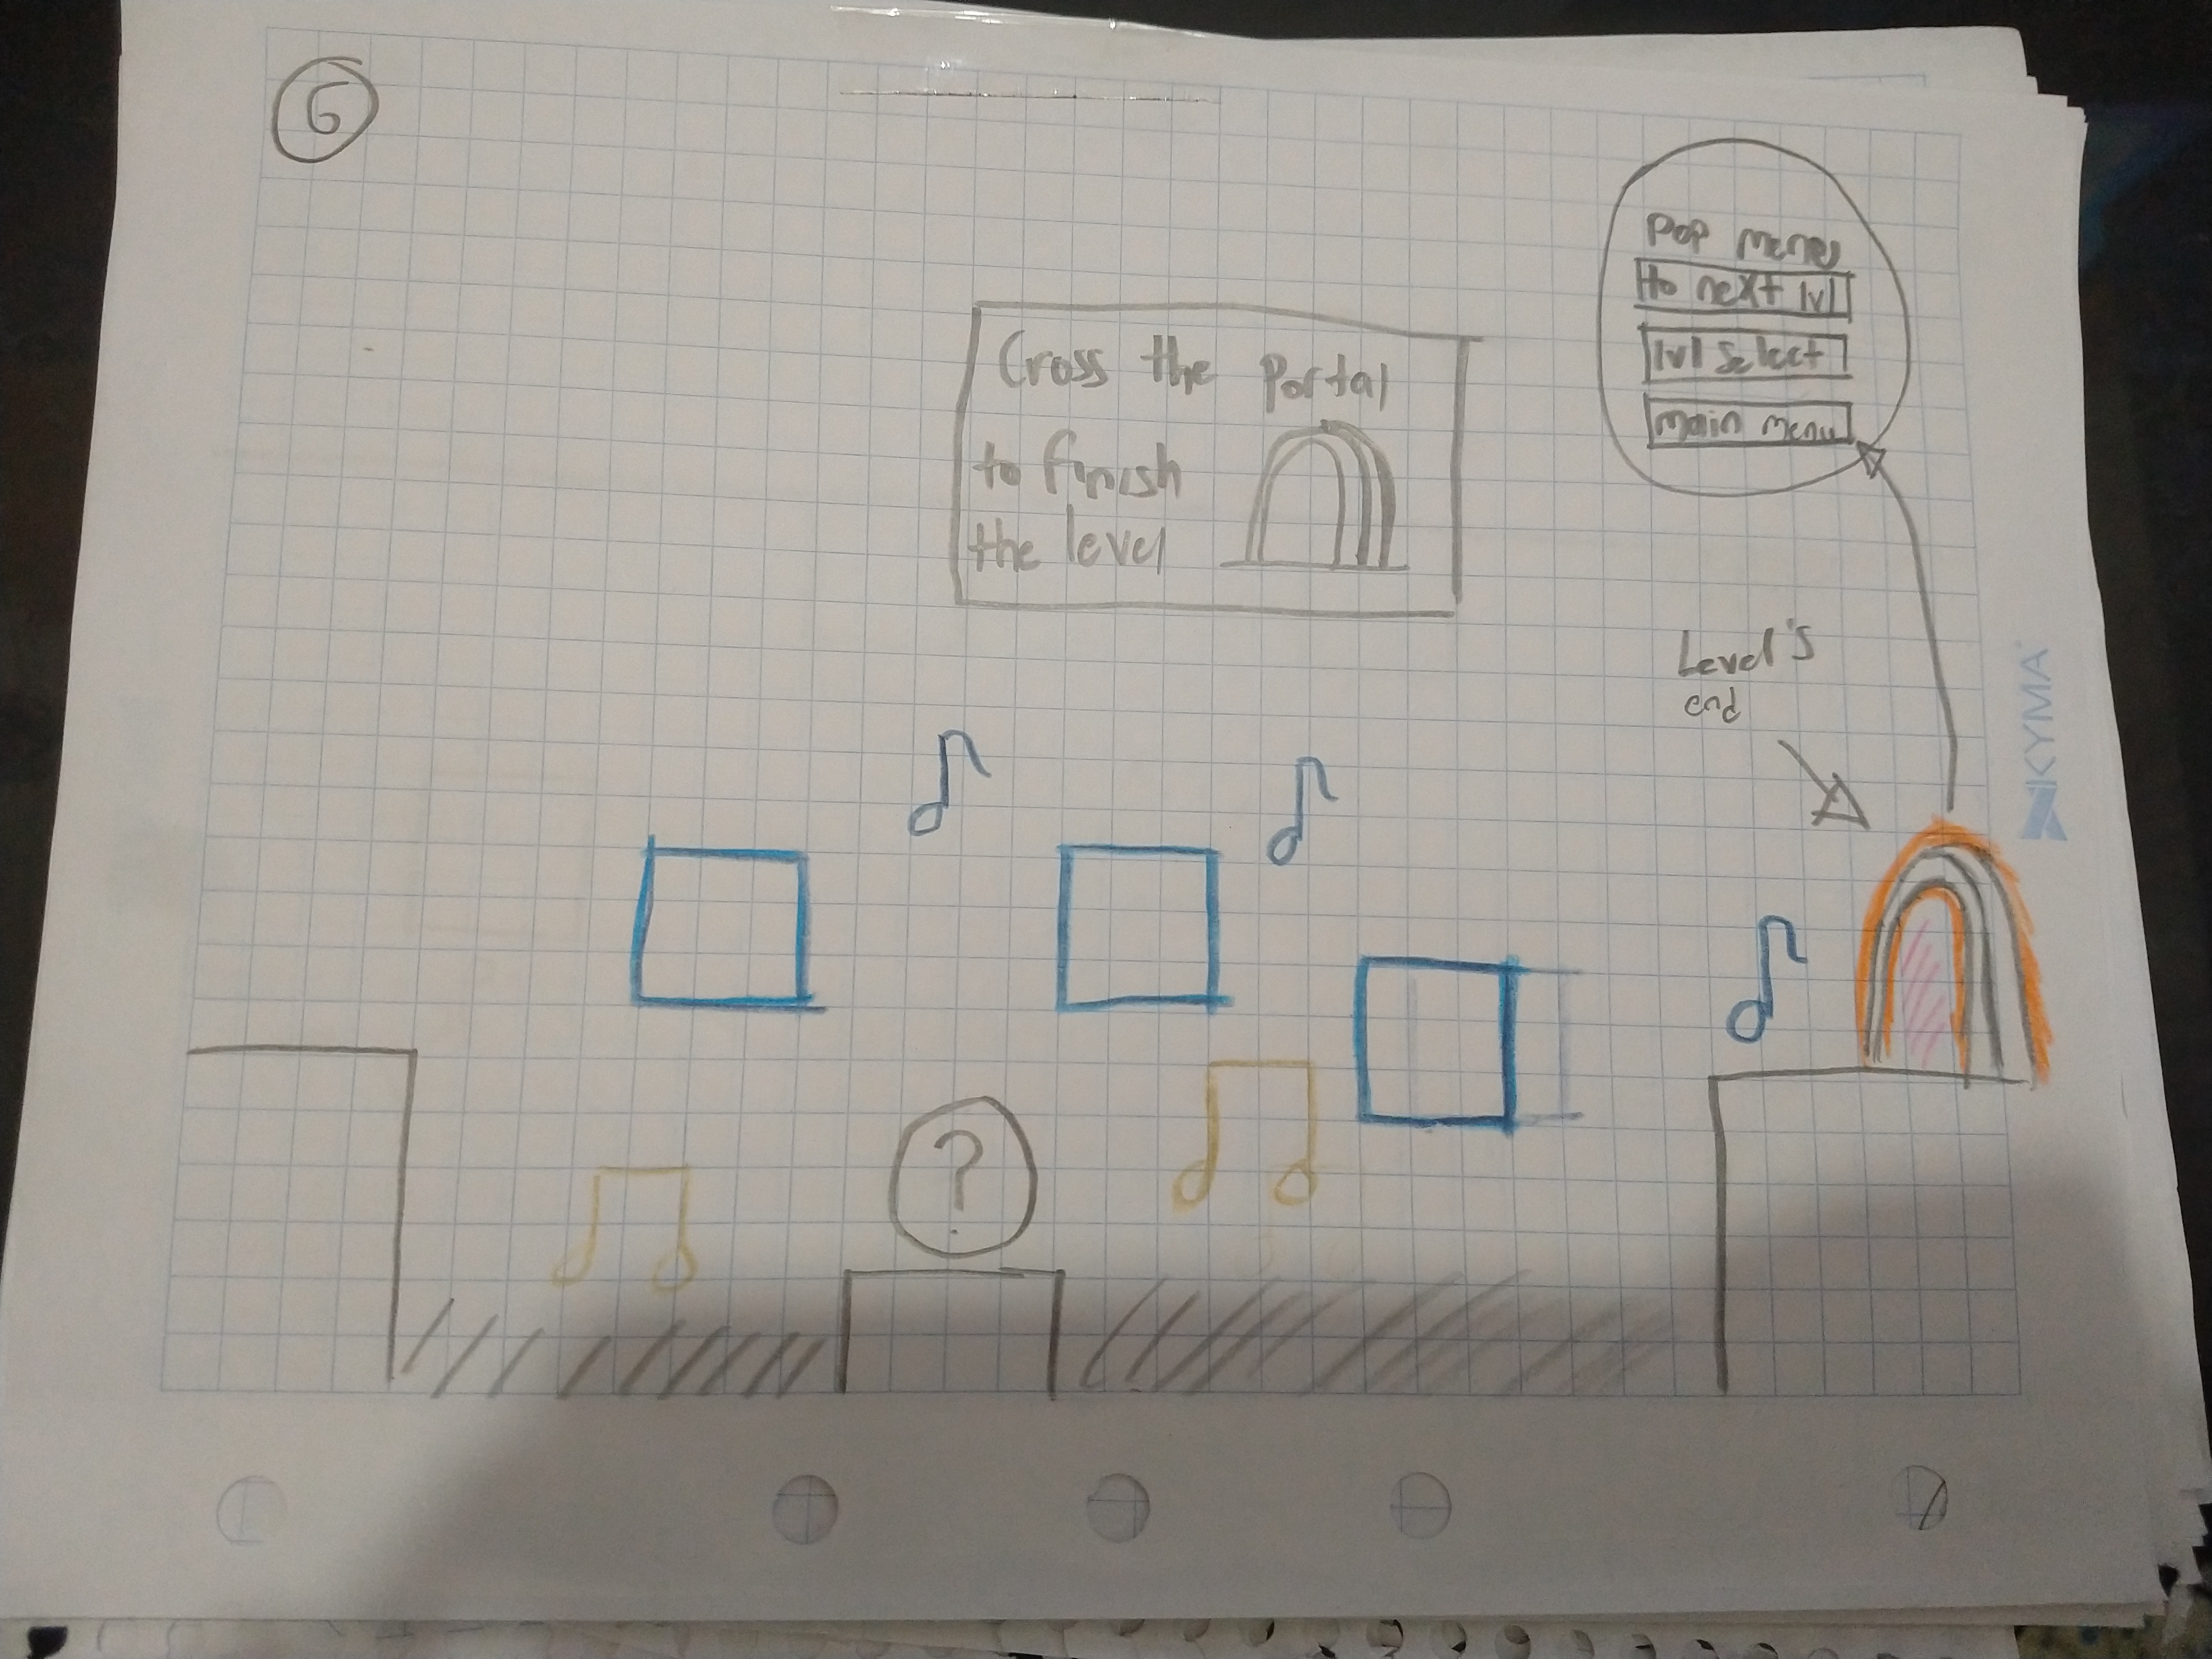 6
Pop menu
to next lvl
lvl select
main menu
Cross the Portal
to finish
the level
Level's
end
KYMA
?